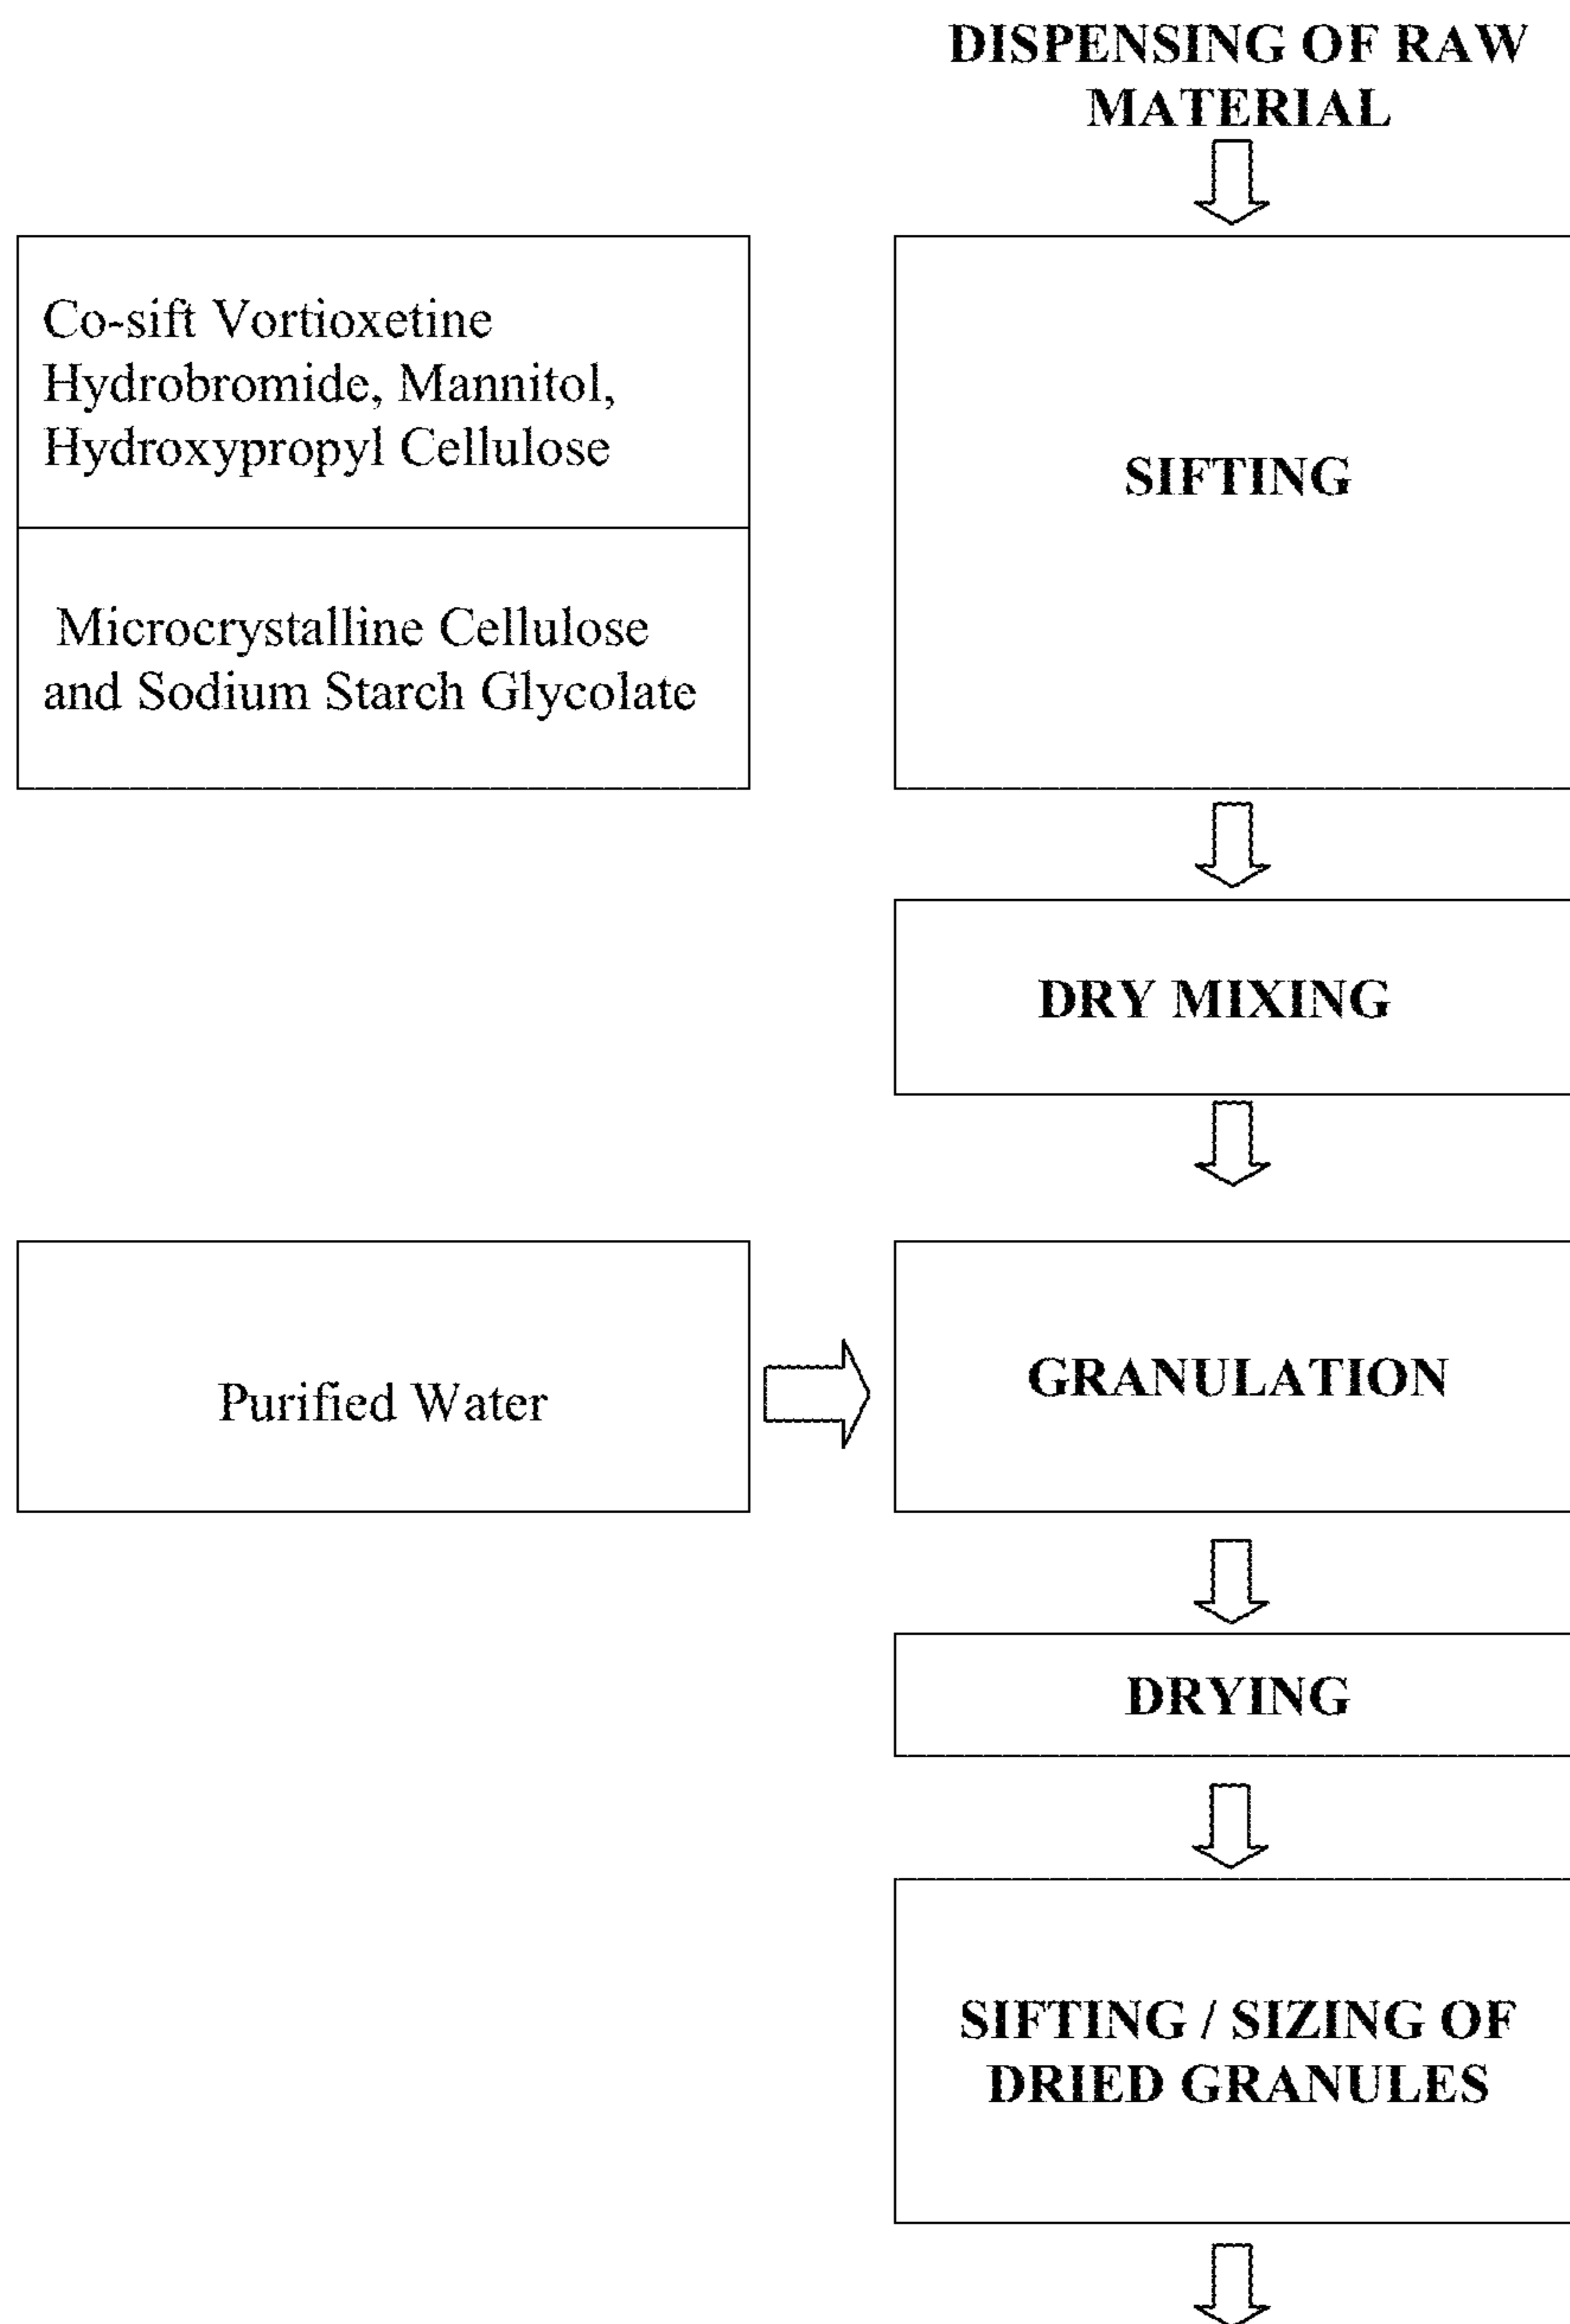 DISPENSING OF RAW
MATERIAL
Co-sift Vortioxetine
Hydrobromide, Mannitol,
Hydroxypropyl Cellulose
SIFTING
Microcrystalline Cellulose
and Sodium Starch Glycolate
DRY MIXING
Purified Water
GRANULATION
DRYING
SIFTING / SIZING OF
DRIED GRANULES